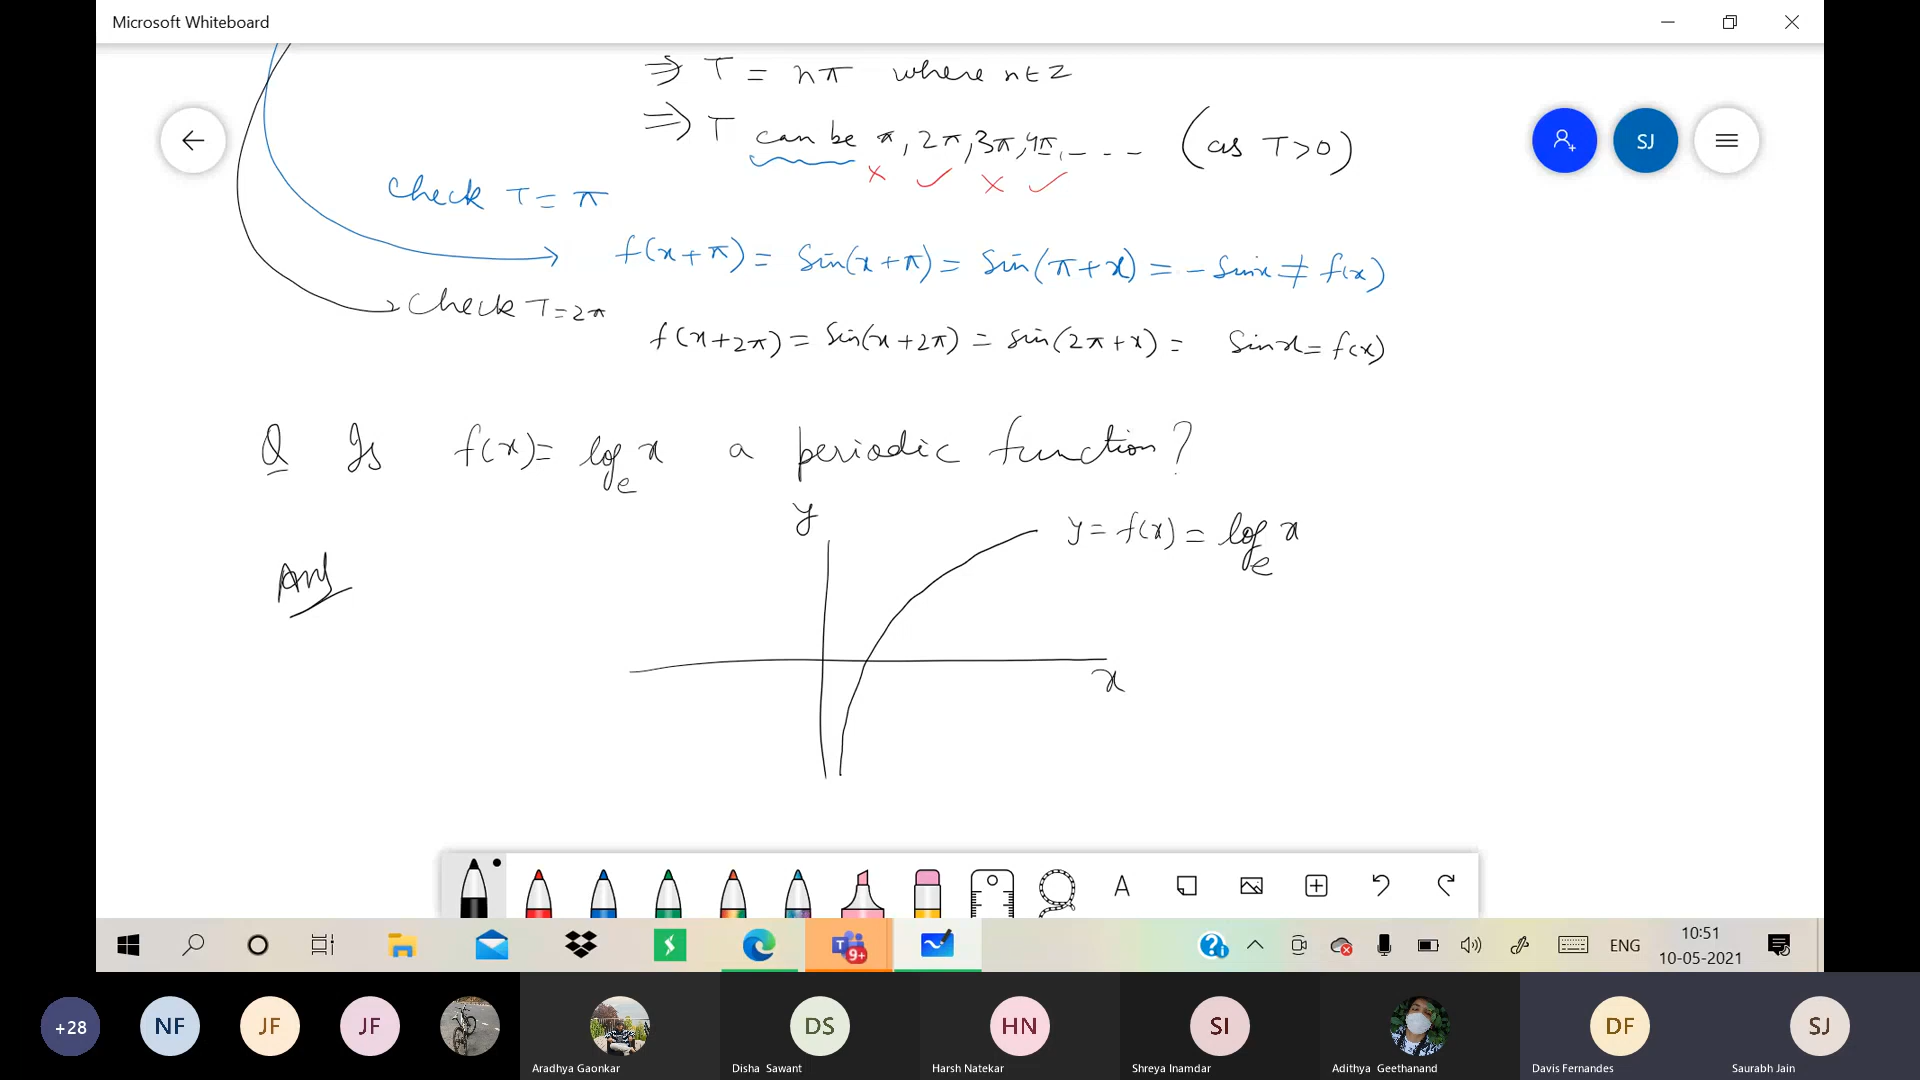 Microsoft Whiteboard
⇒ T = nπ where n∈Z
⇒ T can be π, 2π, 3π, 4π, - - - (as T>0)
× ✓ × ✓
SJ
Check T = π
f(x+π) = Sin(x+π) = Sin(π+x) = - Sinx ≠ f(x)
Check T = 2π
f(x+2π) = Sin(x+2π) = Sin(2π+x) = Sinx = f(x)
Q Is f(x) = logₑ x a periodic function?
y
y = f(x) = logₑ x
Ans
x
A
T 9+
ENG
10:51
10-05-2021
+28 NF JF JF DS HN SI DF SJ
Aradhya Gaonkar Disha Sawant Harsh Natekar Shreya Inamdar Adithya Geethanand Davis Fernandes Saurabh Jain